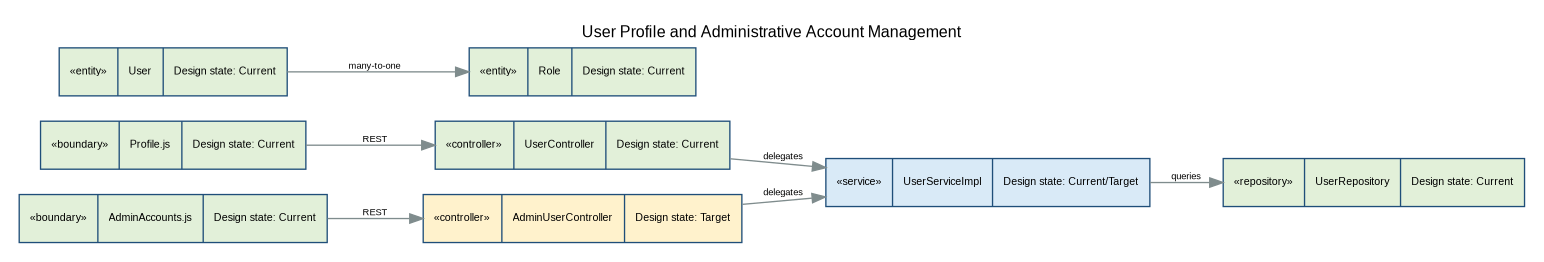 User Profile and Administrative Account Management
«entity» User Design state: Current
many-to-one
«entity» Role Design state: Current
«boundary» Profile.js Design state: Current
REST
«controller» UserController Design state: Current
delegates
«boundary» AdminAccounts.js Design state: Current
REST
«controller» AdminUserController Design state: Target
delegates
«service» UserServiceImpl Design state: Current/Target
queries
«repository» UserRepository Design state: Current